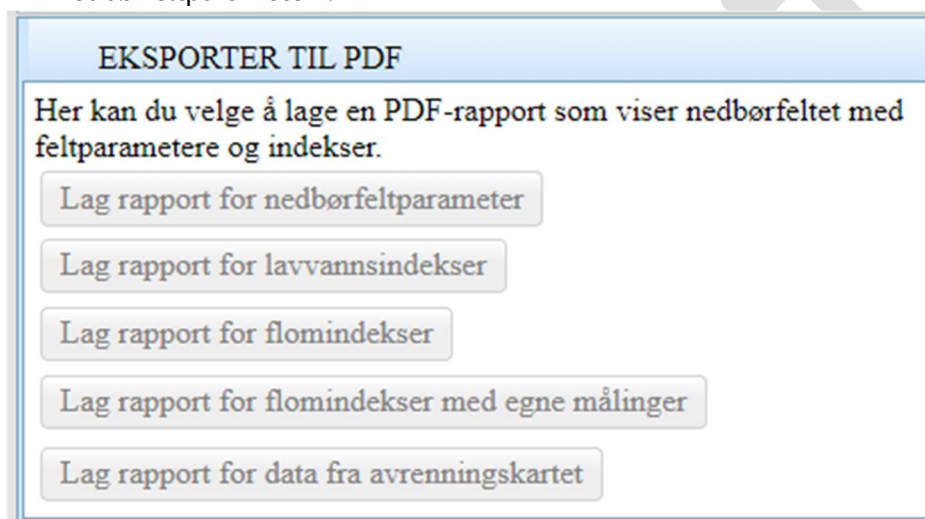 EKSPORTER TIL PDF
Her kan du velge å lage en PDF-rapport som viser nedbørfeltet med
feltparametere og indekser.
Lag rapport for nedbørfeltparameter
Lag rapport for lavvannsindekser
Lag rapport for flomindekser
Lag rapport for flomindekser med egne målinger
Lag rapport for data fra avrenningskartet